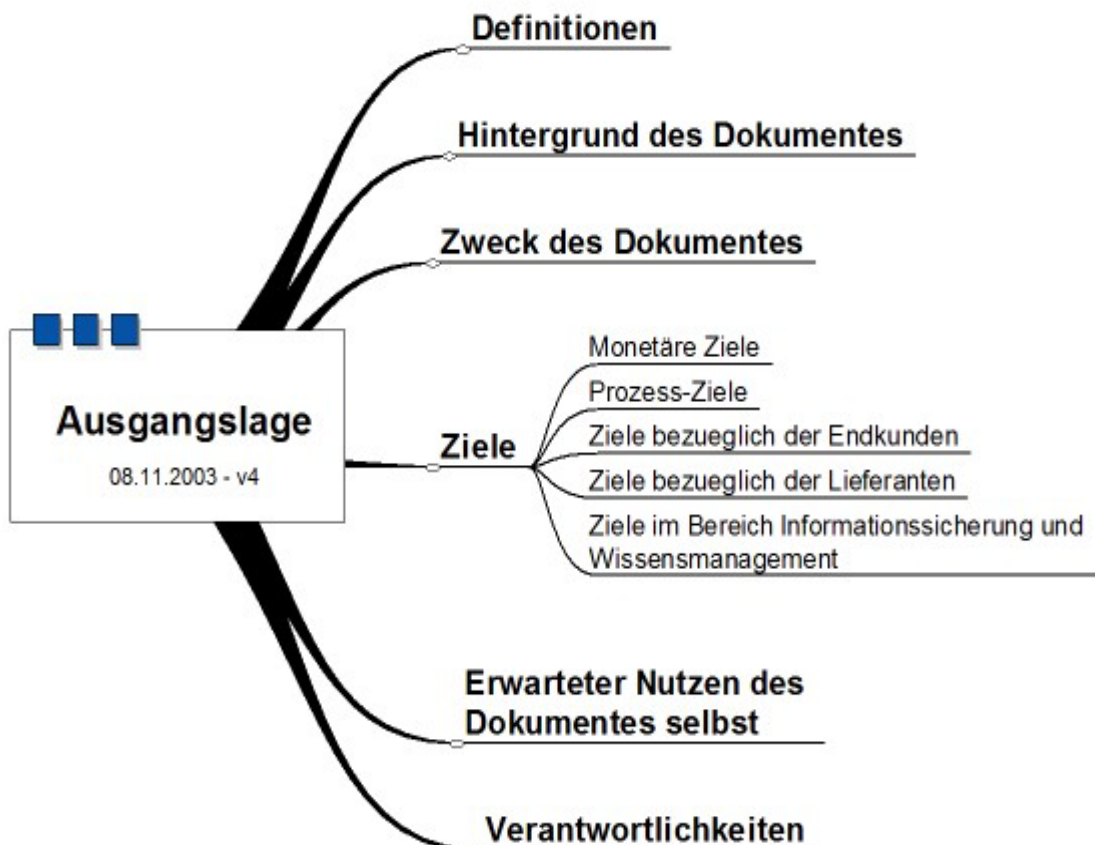 Definitionen
Hintergrund des Dokumentes
Zweck des Dokumentes
Ausgangslage
08.11.2003 - v4
Ziele
Monetäre Ziele
Prozess-Ziele
Ziele bezueglich der Endkunden
Ziele bezueglich der Lieferanten
Ziele im Bereich Informationssicherung und
Wissensmanagement
Erwarteter Nutzen des
Dokumentes selbst
Verantwortlichkeiten